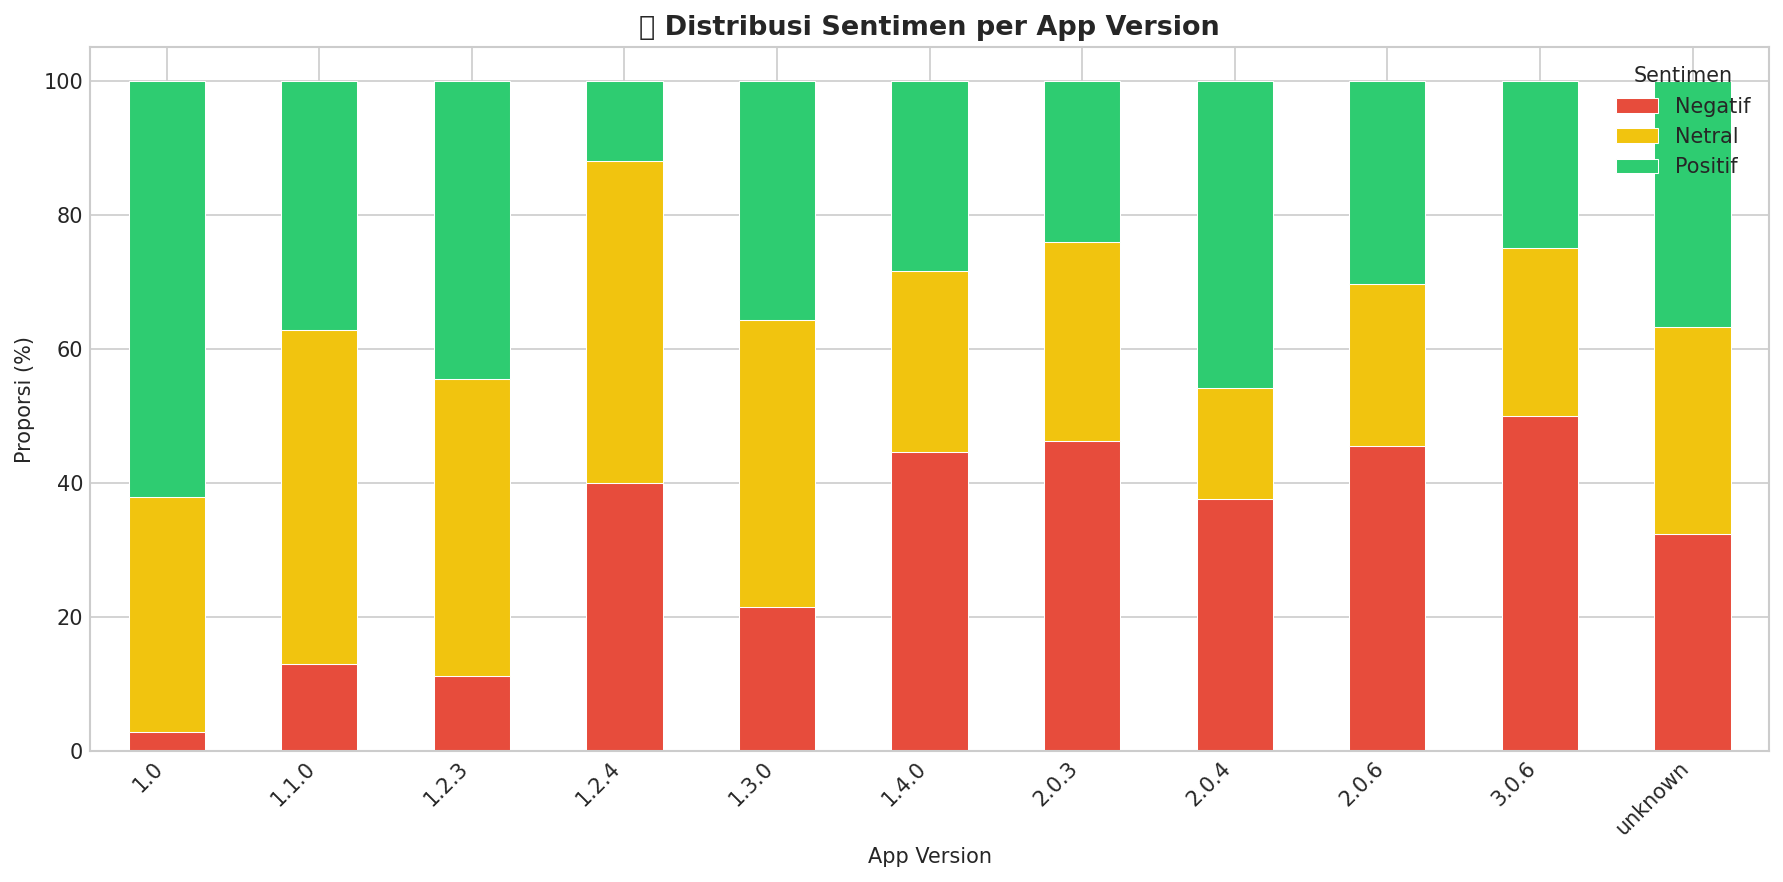 Distribusi Sentimen per App Version
Sentimen
Negatif
Netral
Positif
Proporsi (%)
100
80
60
40
20
0
1.0
1.1.0
1.2.3
1.2.4
1.3.0
1.4.0
2.0.3
2.0.4
2.0.6
3.0.6
unknown
App Version